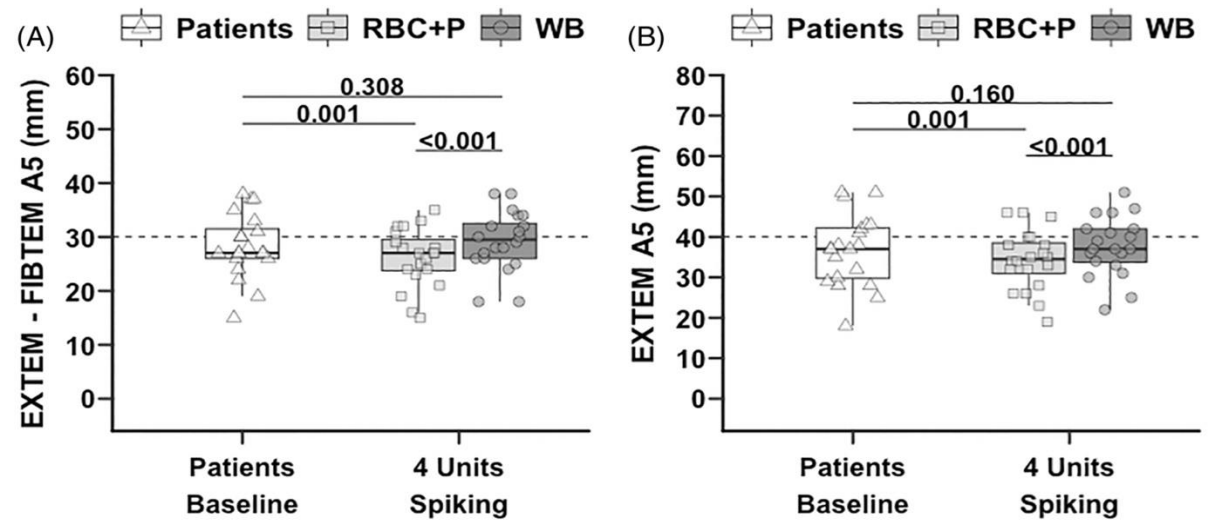 (A)
Patients RBC+P WB
EXTEM - FIBTEM A5 (mm)
60
50
40
30
20
10
0
0.308
0.001
<0.001
Patients Baseline
4 Units Spiking
(B)
Patients RBC+P WB
EXTEM A5 (mm)
80
70
60
50
40
30
20
10
0
0.160
0.001
<0.001
Patients Baseline
4 Units Spiking